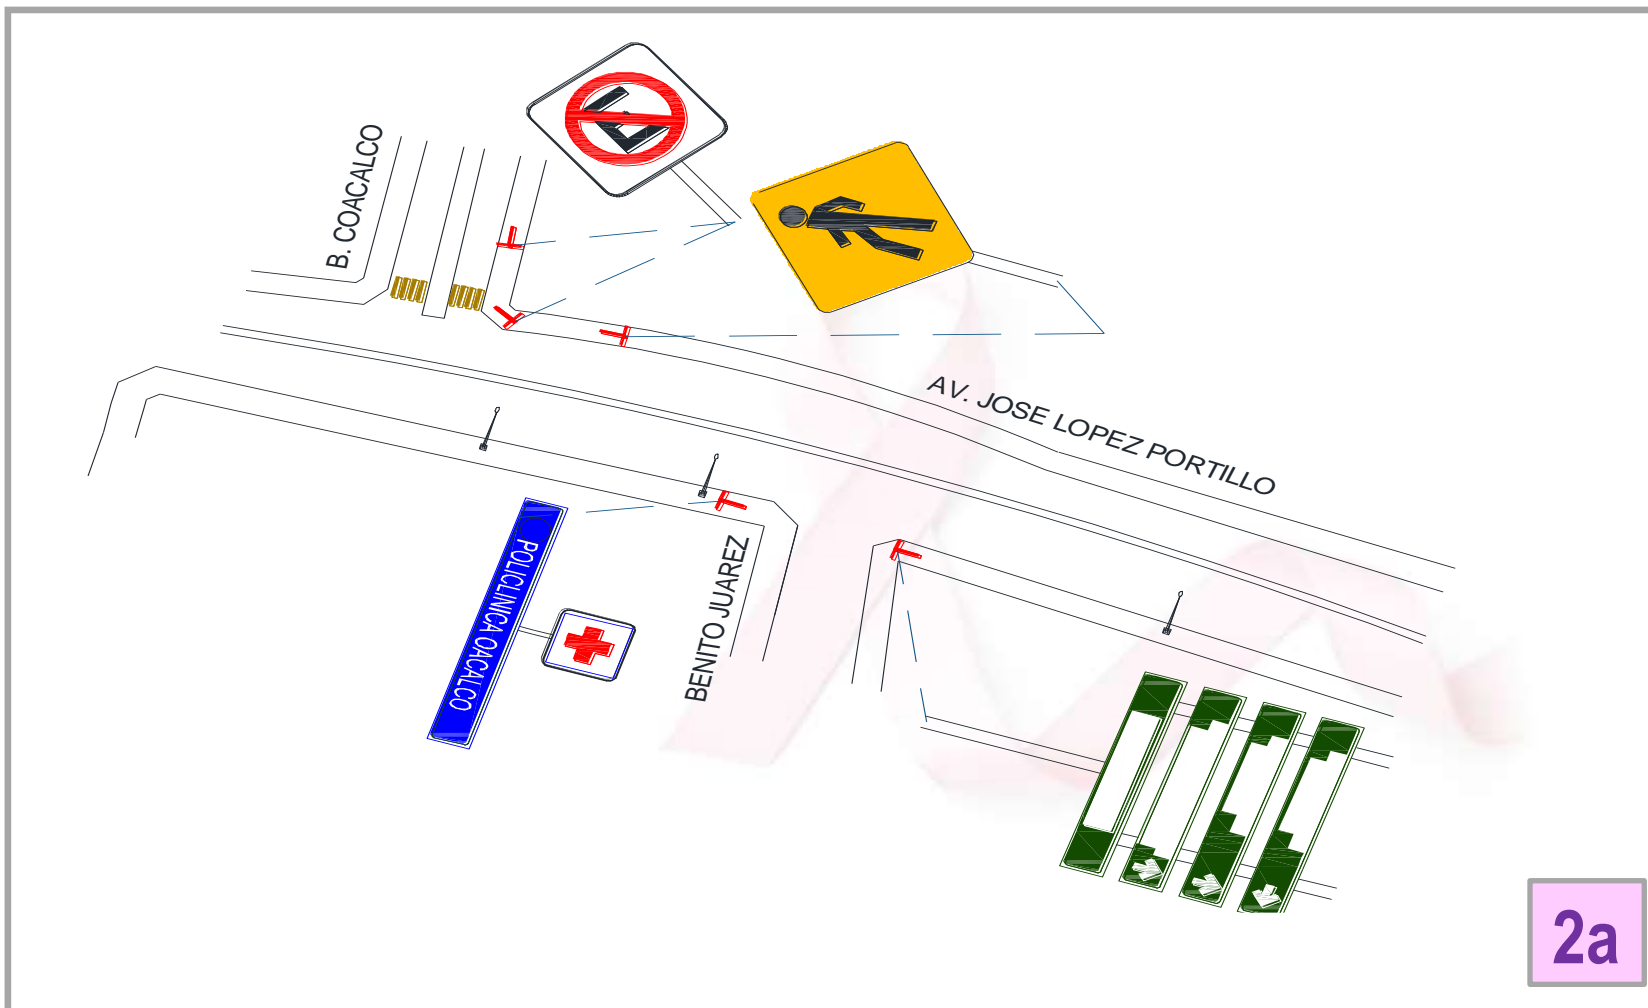 B. COACALCO
AV. JOSE LOPEZ PORTILLO
POLICLINICA OACALCO
BENITO JUAREZ
2a